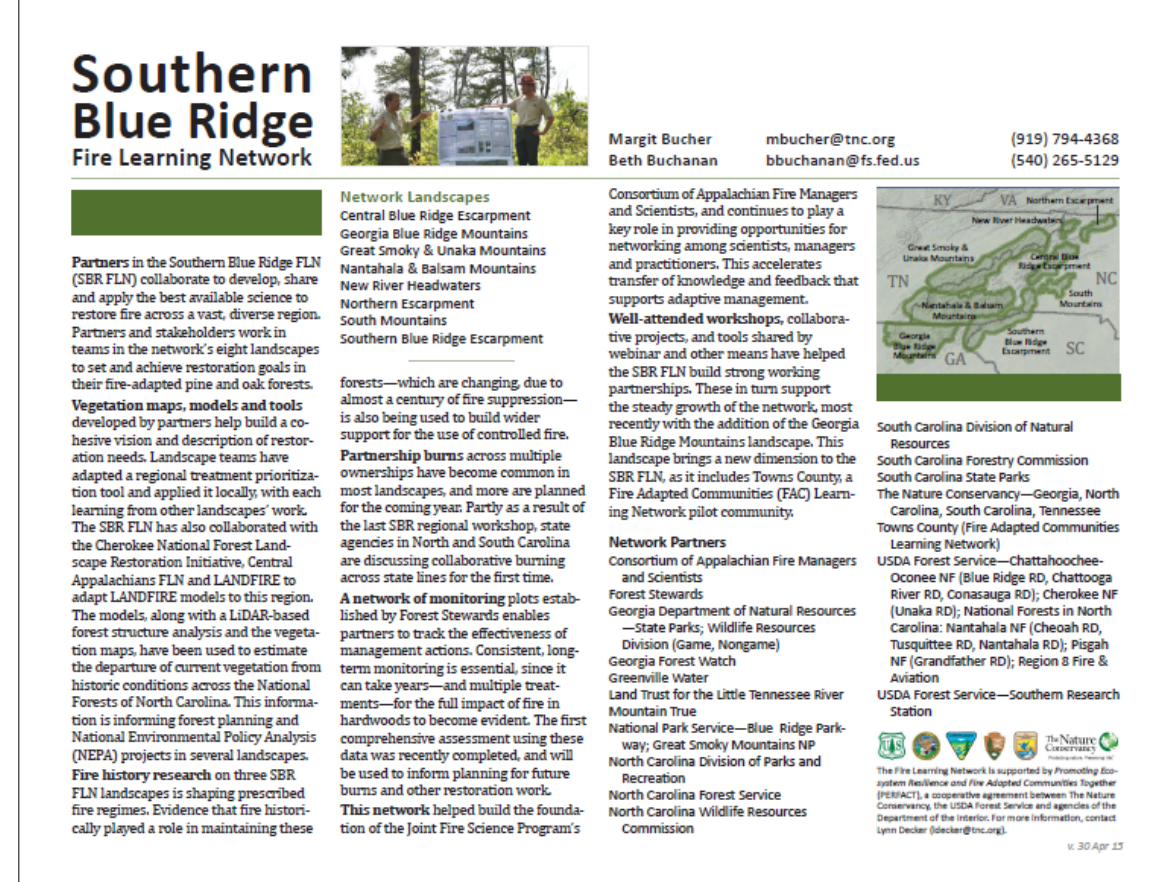 Southern
Blue Ridge
Fire Learning Network
Margit Bucher mbucher@tnc.org (919) 794-4368
Beth Buchanan bbuchanan@fs.fed.us (540) 265-5129
Partners in the Southern Blue Ridge FLN
(SBR FLN) collaborate to develop, share
and apply the best available science to
restore fire across a vast, diverse region.
Partners and stakeholders work in
teams in the network's eight landscapes
to set and achieve restoration goals in
their fire-adapted pine and oak forests.
Vegetation maps, models and tools
developed by partners help build a co-
hesive vision and description of restor-
ation needs. Landscape teams have
adapted a regional treatment prioritiza-
tion tool and applied it locally, with each
learning from other landscapes' work.
The SBR FLN has also collaborated with
the Cherokee National Forest Land-
scape Restoration Initiative, Central
Appalachians FLN and LANDFIRE to
adapt LANDFIRE models to this region.
The models, along with a LiDAR-based
forest structure analysis and the vegeta-
tion maps, have been used to estimate
the departure of current vegetation from
historic conditions across the National
Forests of North Carolina. This informa-
tion is informing forest planning and
National Environmental Policy Analysis
(NEPA) projects in several landscapes.
Fire history research on three SBR
FLN landscapes is shaping prescribed
fire regimes. Evidence that fire histori-
cally played a role in maintaining these
Network Landscapes
Central Blue Ridge Escarpment
Georgia Blue Ridge Mountains
Great Smoky & Unaka Mountains
Nantahala & Balsam Mountains
New River Headwaters
Northern Escarpment
South Mountains
Southern Blue Ridge Escarpment
forests—which are changing, due to
almost a century of fire suppression—
is also being used to build wider
support for the use of controlled fire.
Partnership burns across multiple
ownerships have become common in
most landscapes, and more are planned
for the coming year. Partly as a result of
the last SBR regional workshop, state
agencies in North and South Carolina
are discussing collaborative burning
across state lines for the first time.
A network of monitoring plots estab-
lished by Forest Stewards enables
partners to track the effectiveness of
management actions. Consistent, long-
term monitoring is essential, since it
can take years—and multiple treat-
ments—for the full impact of fire in
hardwoods to become evident. The first
comprehensive assessment using these
data was recently completed, and will
be used to inform planning for future
burns and other restoration work.
This network helped build the founda-
tion of the Joint Fire Science Program's
Consortium of Appalachian Fire Managers
and Scientists, and continues to play a
key role in providing opportunities for
networking among scientists, managers
and practitioners. This accelerates
transfer of knowledge and feedback that
supports adaptive management.
Well-attended workshops, collabora-
tive projects, and tools shared by
webinar and other means have helped
the SBR FLN build strong working
partnerships. These in turn support
the steady growth of the network, most
recently with the addition of the Georgia
Blue Ridge Mountains landscape. This
landscape brings a new dimension to the
SBR FLN, as it includes Towns County, a
Fire Adapted Communities (FAC) Learn-
ing Network pilot community.
Network Partners
Consortium of Appalachian Fire Managers
and Scientists
Forest Stewards
Georgia Department of Natural Resources
—State Parks; Wildlife Resources
Division (Game, Nongame)
Georgia Forest Watch
Greenville Water
Land Trust for the Little Tennessee River
Mountain True
National Park Service—Blue Ridge Park-
way; Great Smoky Mountains NP
North Carolina Division of Parks and
Recreation
North Carolina Forest Service
North Carolina Wildlife Resources
Commission
KY VA Northern Escarpment
New River Headwaters
Great Smoky &
Unaka Mountains
Central Blue
Ridge Escarpment
TN NC
South
Mountains
Nantahala & Balsam
Mountains
Georgia
Blue Ridge
Mountains
Southern
Blue Ridge
Escarpment
GA SC
South Carolina Division of Natural
Resources
South Carolina Forestry Commission
South Carolina State Parks
The Nature Conservancy—Georgia, North
Carolina, South Carolina, Tennessee
Towns County (Fire Adapted Communities
Learning Network)
USDA Forest Service—Chattahoochee-
Oconee NF (Blue Ridge RD, Chattooga
River RD, Conasauga RD); Cherokee NF
(Unaka RD); National Forests in North
Carolina: Nantahala NF (Cheoah RD,
Tusquittee RD, Nantahala RD); Pisgah
NF (Grandfather RD); Region 8 Fire &
Aviation
USDA Forest Service—Southern Research
Station
The Nature
Conservancy
The Fire Learning Network is supported by Promoting Eco-
system Resilience and Fire Adapted Communities Together
(PERFACT), a cooperative agreement between The Nature
Conservancy, the USDA Forest Service and agencies of the
Department of the Interior. For more information, contact
Lynn Decker (ldecker@tnc.org).
v. 30 Apr 15